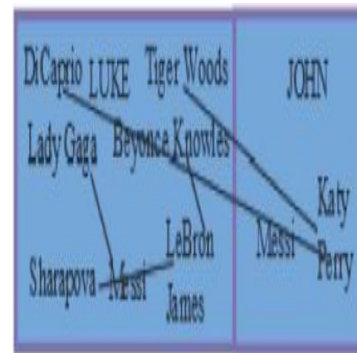 DiCaprio LUKE Tiger Woods JOHN
Lady Gaga Beyonce Knowles
Katy
Perry
LeBron
James
Messi
Sharapova Messi